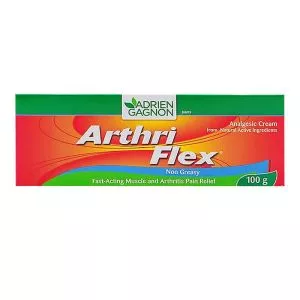 ADRIEN
GAGNON
Analgesic Cream
from Natural Active Ingredients
Arthri
Flex
Non Greasy
Fast-Acting Muscle and Arthritic Pain Relief
100 g